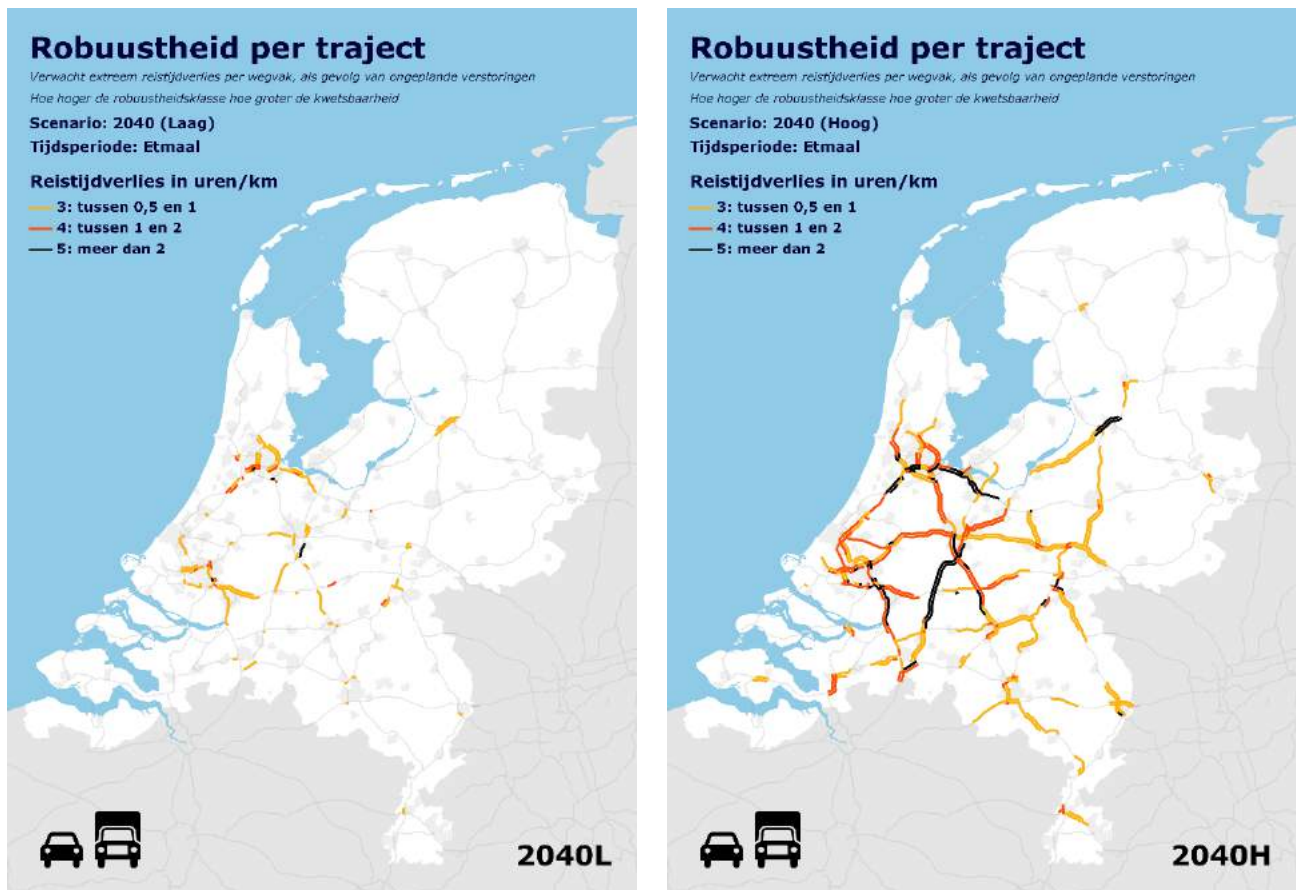 Robuustheid per traject
Verwacht extreem reistijdverlies per wegvak, als gevolg van ongeplande verstoringen
Hoe hoger de robuustheidsklasse hoe groter de kwetsbaarheid
Scenario: 2040 (Laag)
Tijdsperiode: Etmaal
Reistijdverlies in uren/km
3: tussen 0,5 en 1
4: tussen 1 en 2
5: meer dan 2
2040L
Robuustheid per traject
Verwacht extreem reistijdverlies per wegvak, als gevolg van ongeplande verstoringen
Hoe hoger de robuustheidsklasse hoe groter de kwetsbaarheid
Scenario: 2040 (Hoog)
Tijdsperiode: Etmaal
Reistijdverlies in uren/km
3: tussen 0,5 en 1
4: tussen 1 en 2
5: meer dan 2
2040H